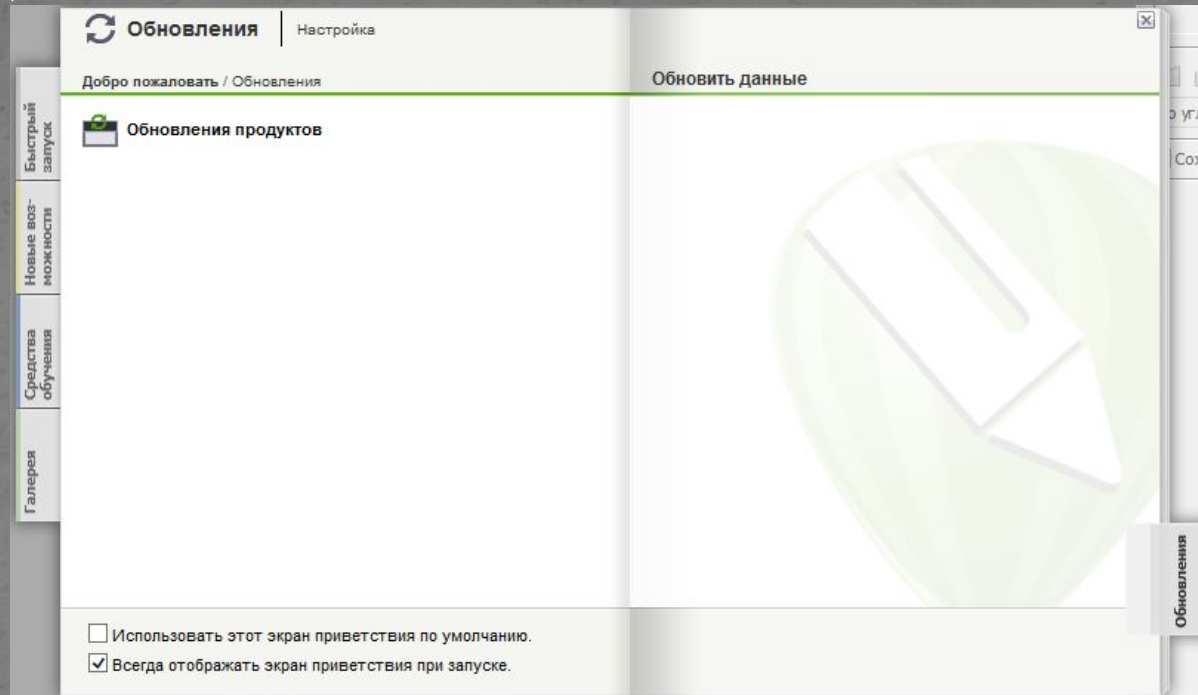 Обновления
Настройка
Добро пожаловать / Обновления
Обновить данные
Обновления продуктов
Быстрый
запуск
Новые воз-
можности
Средства
обучения
Галерея
Обновления
Использовать этот экран приветствия по умолчанию.
Всегда отображать экран приветствия при запуске.